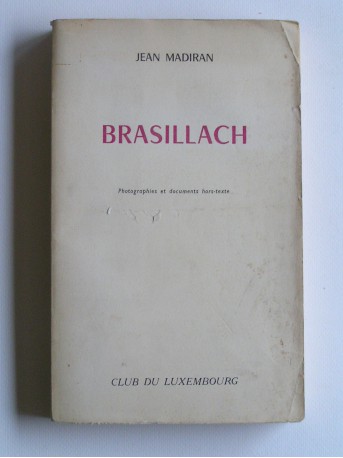 JEAN MADIRAN
BRASILLACH
Photographies et documents hors-texte
CLUB DU LUXEMBOURG